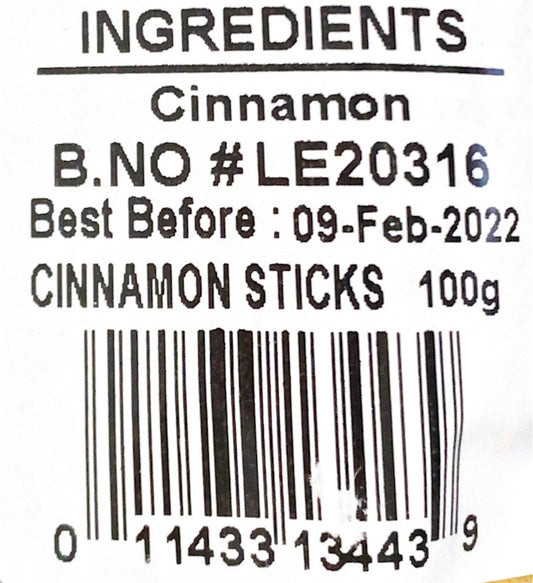 INGREDIENTS
Cinnamon
B.NO #LE20316
Best Before : 09-Feb-2022
CINNAMON STICKS 100g
0 11433 13443 9